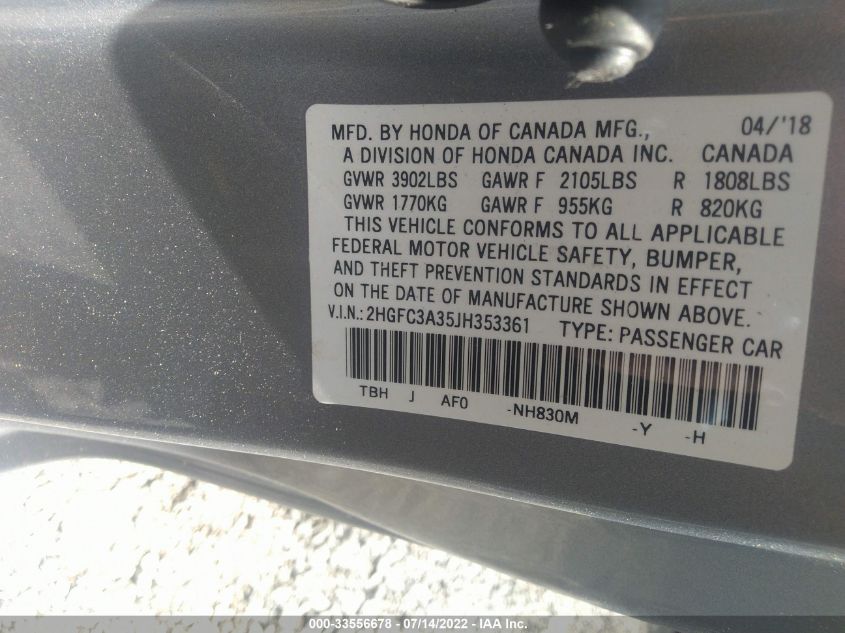 MFD. BY HONDA OF CANADA MFG., 04/'18
A DIVISION OF HONDA CANADA INC. CANADA
GVWR 3902LBS GAWR F 2105LBS R 1808LBS
GVWR 1770KG GAWR F 955KG R 820KG
THIS VEHICLE CONFORMS TO ALL APPLICABLE
FEDERAL MOTOR VEHICLE SAFETY, BUMPER,
AND THEFT PREVENTION STANDARDS IN EFFECT
ON THE DATE OF MANUFACTURE SHOWN ABOVE.
V.I.N.: 2HGFC3A35JH353361 TYPE: PASSENGER CAR
TBH J AF0 -NH830M -Y -H
000-33556678 - 07/14/2022 - IAA Inc.